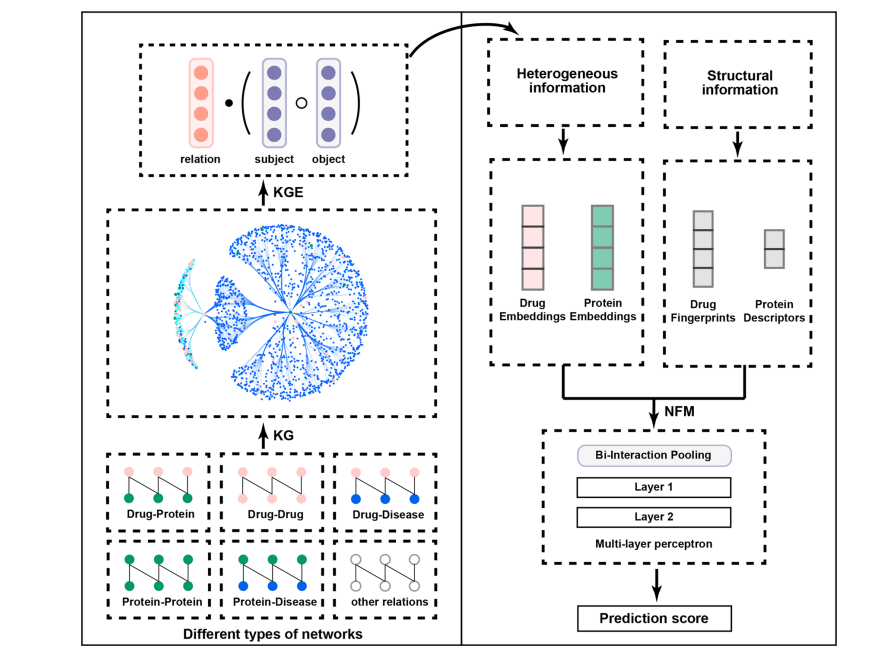 relation
subject
object
KGE
KG
Drug-Protein
Drug-Drug
Drug-Disease
Protein-Protein
Protein-Disease
other relations
Different types of networks
Heterogeneous
information
Structural
information
Drug
Embeddings
Protein
Embeddings
Drug
Fingerprints
Protein
Descriptors
NFM
Bi-Interaction Pooling
Layer 1
Layer 2
Multi-layer perceptron
Prediction score